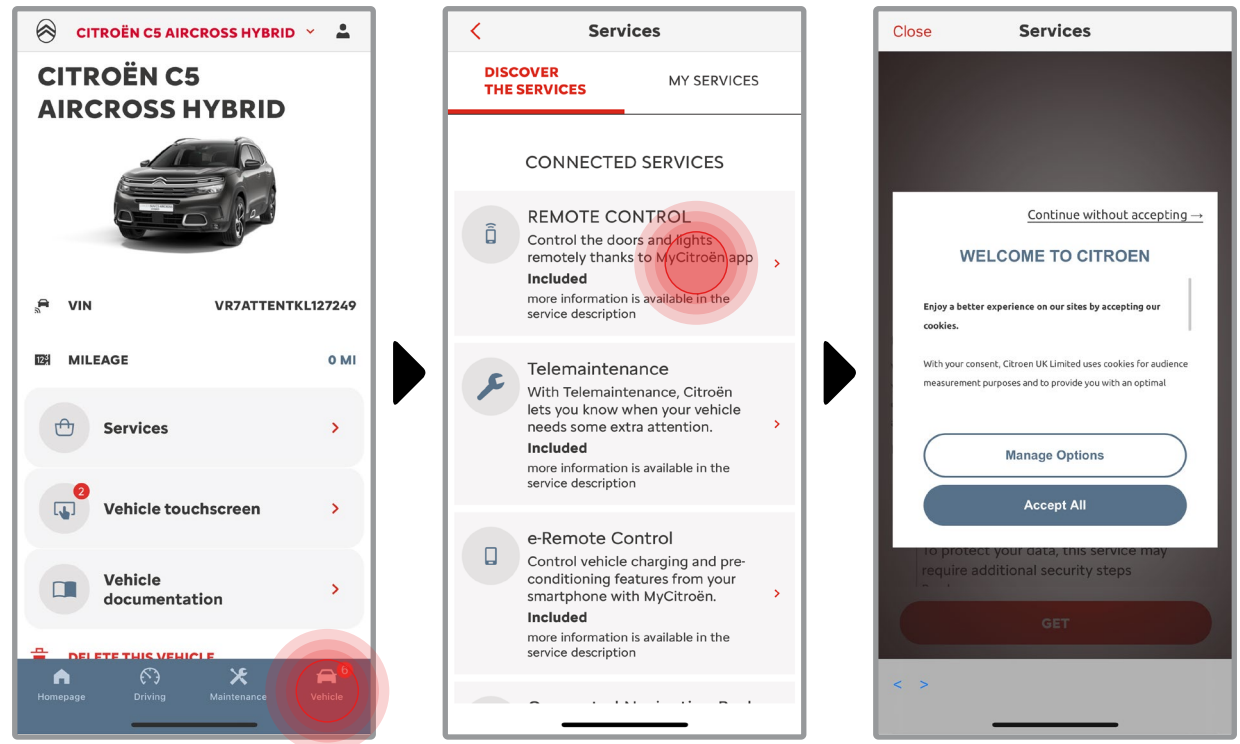 CITROËN C5 AIRCROSS HYBRID
CITROËN C5
AIRCROSS HYBRID
VIN VR7ATTENTKL127249
MILEAGE 0 MI
Services
2
Vehicle touchscreen
Vehicle
documentation
DELETE THIS VEHICLE
6
Homepage Driving Maintenance Vehicle
Services
DISCOVER
THE SERVICES
MY SERVICES
CONNECTED SERVICES
REMOTE CONTROL
Control the doors and lights
remotely thanks to MyCitroën app
Included
more information is available in the
service description
Telemaintenance
With Telemaintenance, Citroën
lets you know when your vehicle
needs some extra attention.
Included
more information is available in the
service description
e-Remote Control
Control vehicle charging and pre-
conditioning features from your
smartphone with MyCitroën.
Included
more information is available in the
service description
Close Services
Continue without accepting →
WELCOME TO CITROEN
Enjoy a better experience on our sites by accepting our
cookies.
With your consent, Citroen UK Limited uses cookies for audience
measurement purposes and to provide you with an optimal
Manage Options
Accept All
To protect your data, this service may
require additional security steps
GET
< >